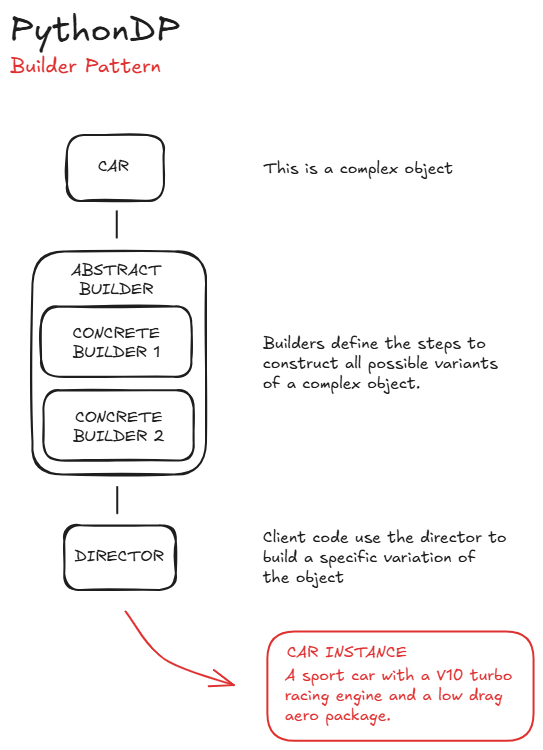 PythonDP
Builder Pattern
CAR
This is a complex object
ABSTRACT
BUILDER
CONCRETE
BUILDER 1
Builders define the steps to
construct all possible variants
of a complex object.
CONCRETE
BUILDER 2
DIRECTOR
Client code use the director to
build a specific variation of
the object
CAR INSTANCE
A sport car with a V10 turbo
racing engine and a low drag
aero package.